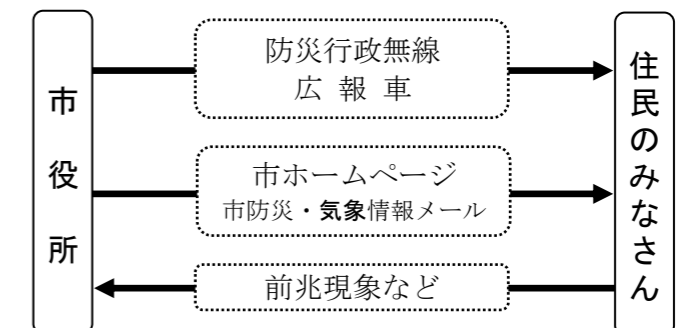 市役所
防災行政無線
広報車
市ホームページ
市防災・気象情報メール
前兆現象など
住民のみなさん